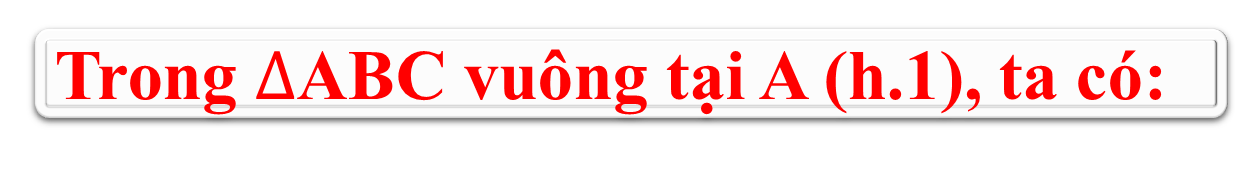 Trong ΔABC vuông tại A (h.1), ta có: